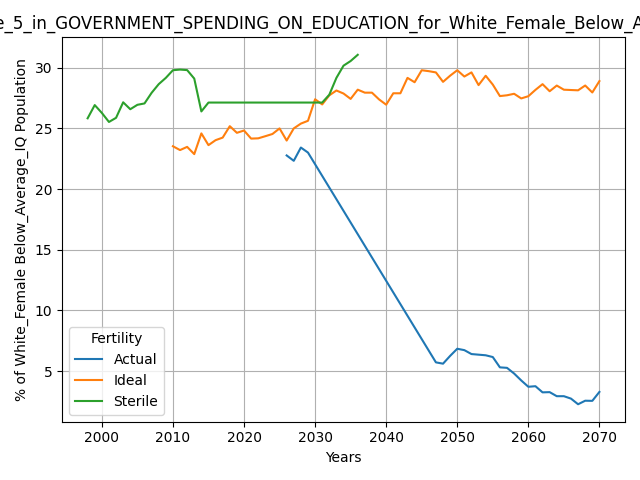 e_5_in_GOVERNMENT_SPENDING_ON_EDUCATION_for_White_Female_Below_A
% of White_Female Below_Average_IQ Population
30
25
20
15
10
5
Fertility
Actual
Ideal
Sterile
2000 2010 2020 2030 2040 2050 2060 2070
Years